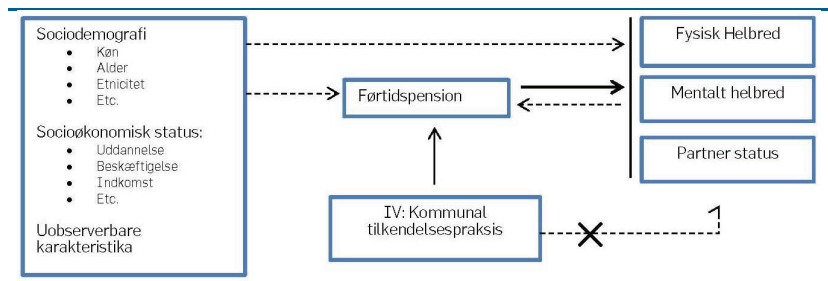 Sociodemografi
Køn
Alder
Etnicitet
Etc.
Socioøkonomisk status:
Uddannelse
Beskæftigelse
Indkomst
Etc.
Uobserverbare
karakteristika
Førtidspension
IV: Kommunal
tilkendelsespraksis
Fysisk Helbred
Mentalt helbred
Partner status